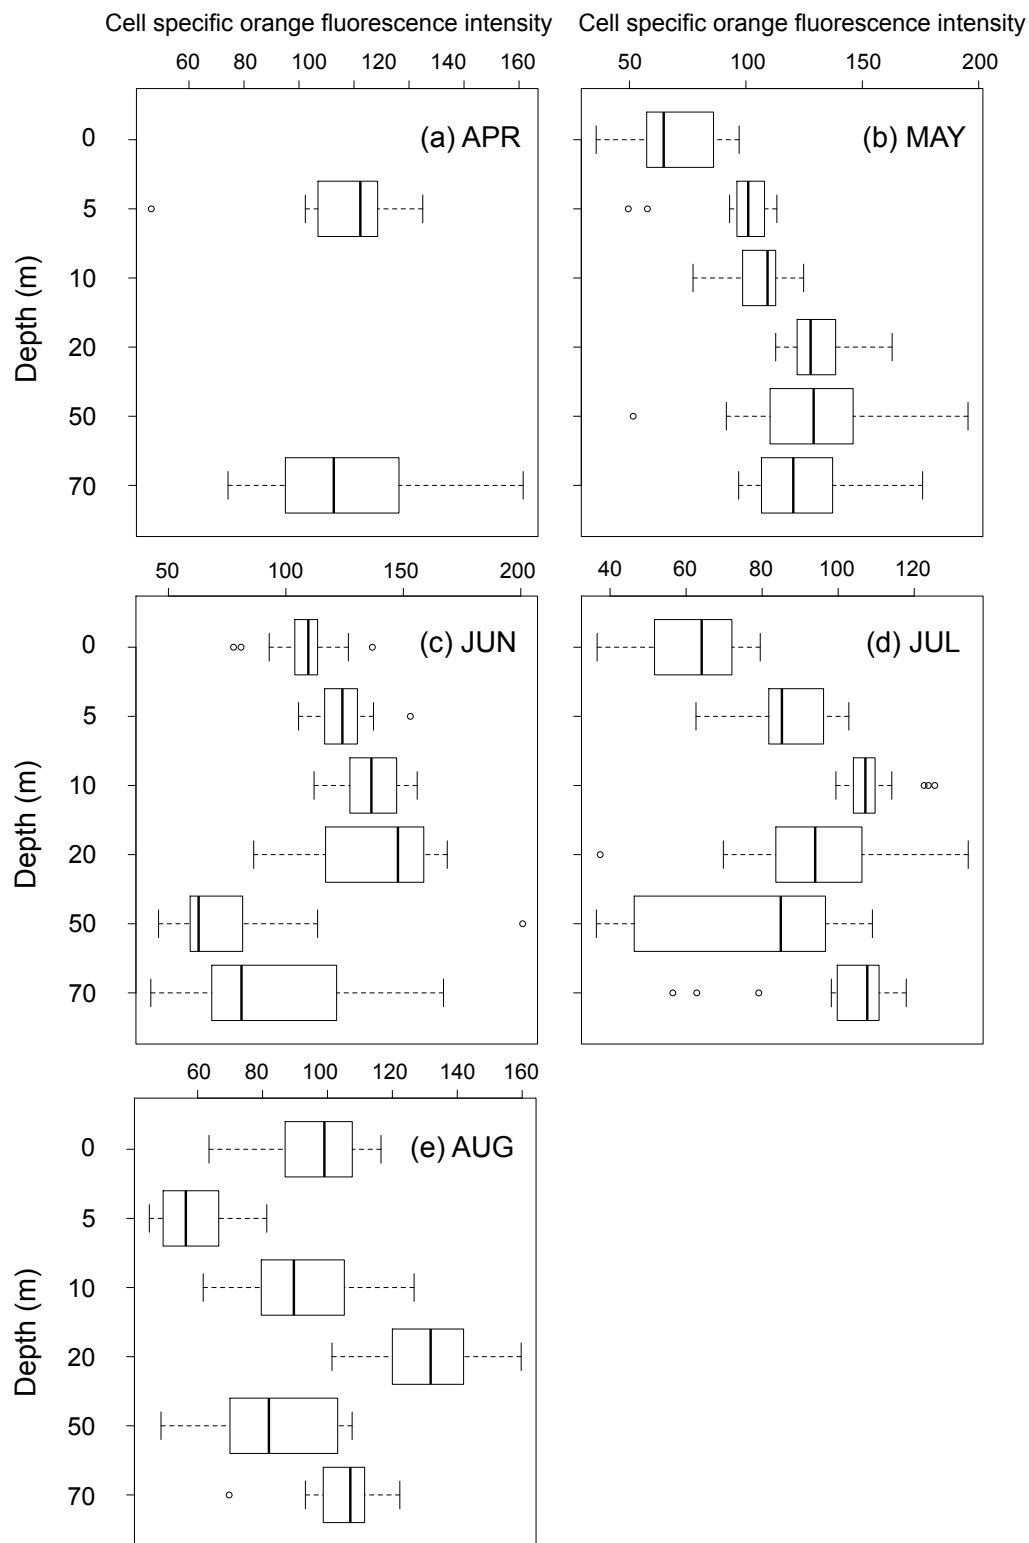 Cell specific orange fluorescence intensity Cell specific orange fluorescence intensity
60 100 120 160
50 100 150 200
(a) APR
(b) MAY
Depth (m)
0
5
10
20
50
70
50 100 150 200
40 60 80 100 120
(c) JUN
(d) JUL
Depth (m)
0
5
10
20
50
70
60 80 100 120 140 160
(e) AUG
Depth (m)
0
5
10
20
50
70